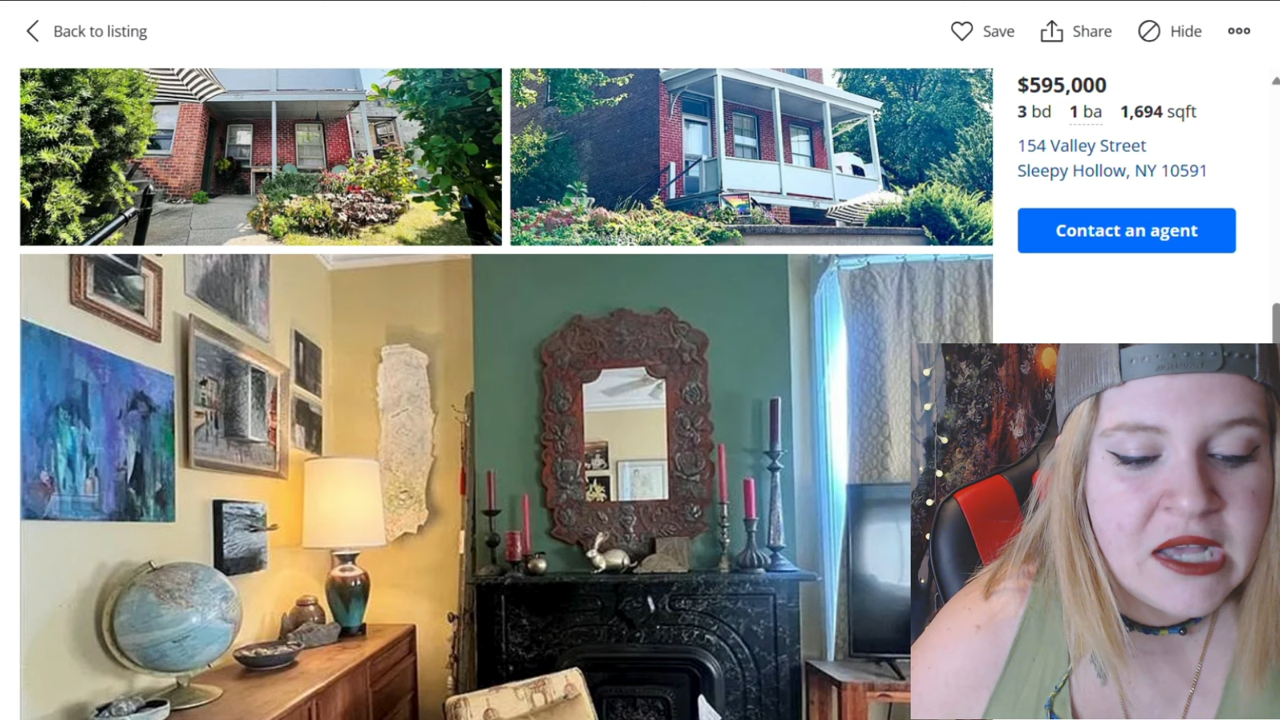 Back to listing
Save
Share
Hide
$595,000
3 bd 1 ba 1,694 sqft
154 Valley Street
Sleepy Hollow, NY 10591
Contact an agent